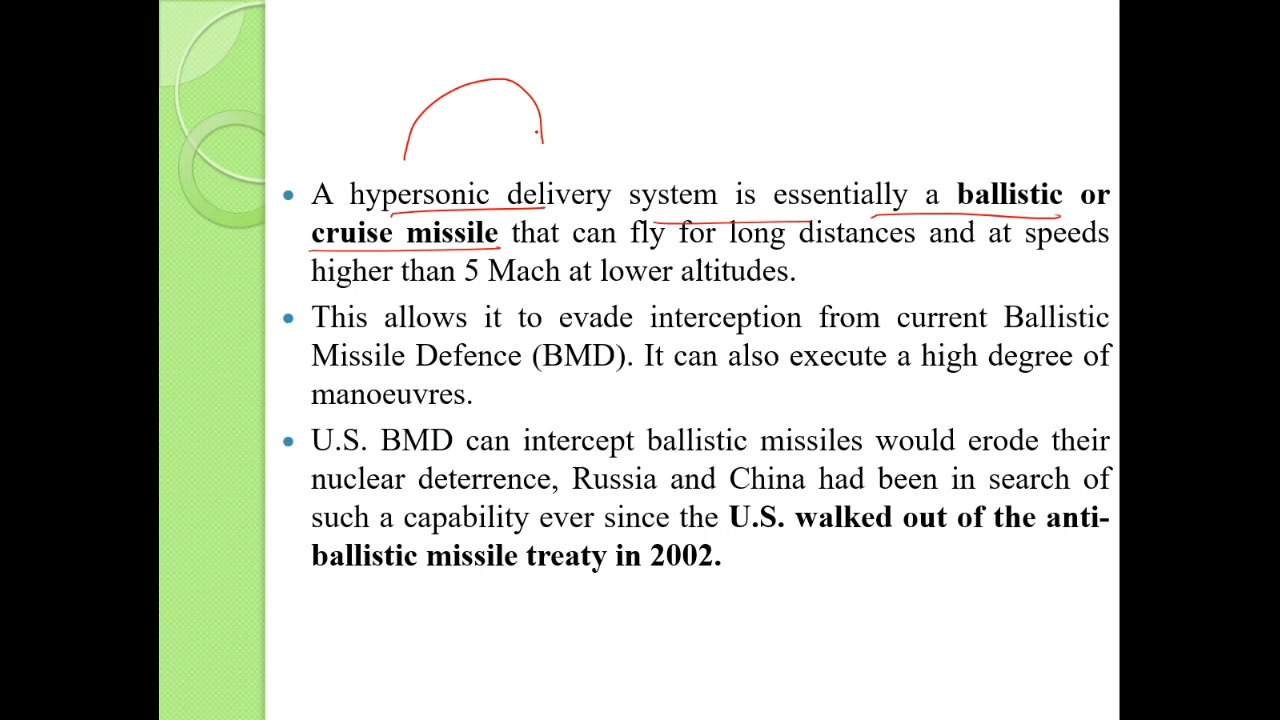 A hypersonic delivery system is essentially a ballistic or
cruise missile that can fly for long distances and at speeds
higher than 5 Mach at lower altitudes.
This allows it to evade interception from current Ballistic
Missile Defence (BMD). It can also execute a high degree of
manoeuvres.
U.S. BMD can intercept ballistic missiles would erode their
nuclear deterrence, Russia and China had been in search of
such a capability ever since the U.S. walked out of the anti-
ballistic missile treaty in 2002.